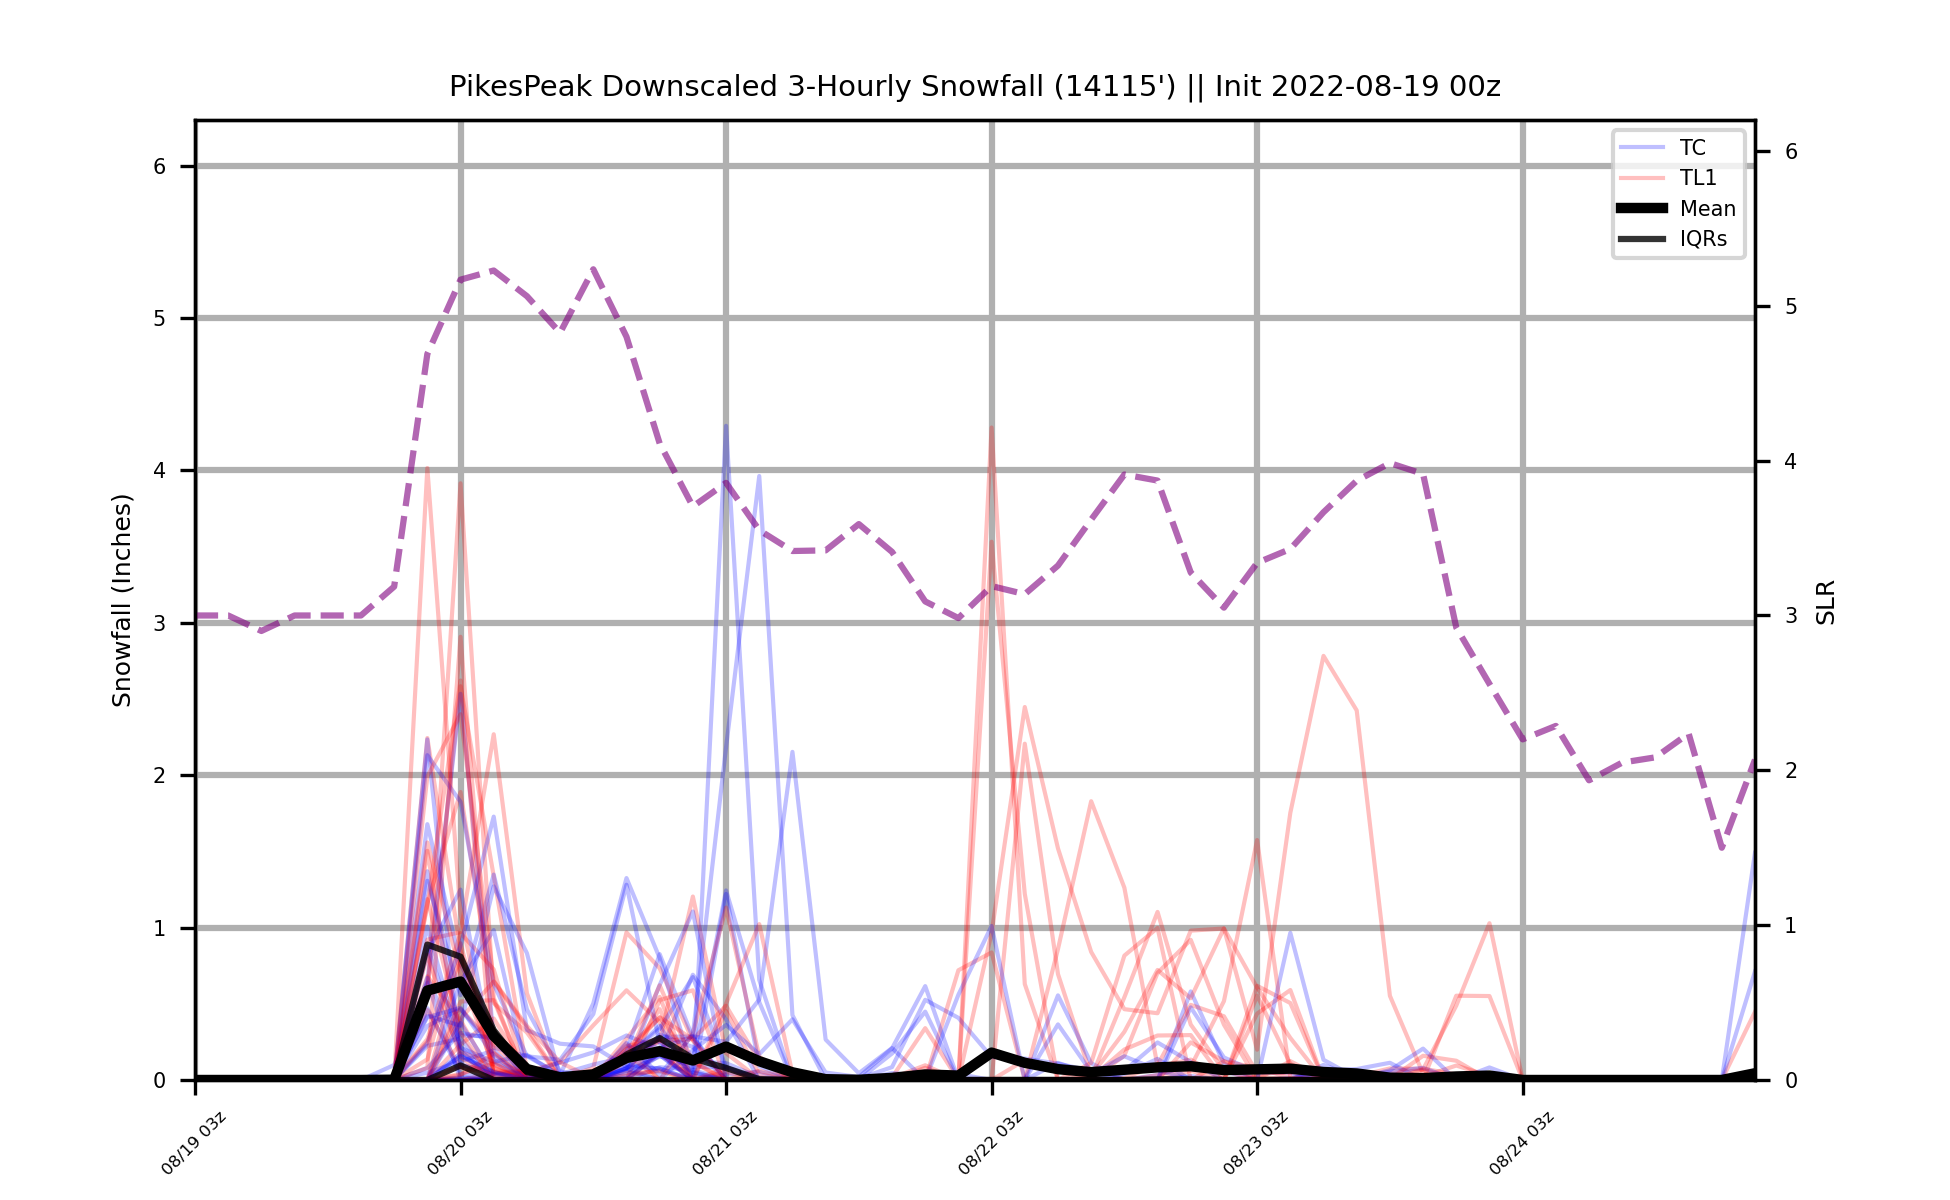 PikesPeak Downscaled 3-Hourly Snowfall (14115') || Init 2022-08-19 00z
TC
TL1
Mean
IQRs
Snowfall (Inches)
6
5
4
3
2
1
0
SLR
6
5
4
3
2
1
0
08/19 03z
08/20 03z
08/21 03z
08/22 03z
08/23 03z
08/24 03z